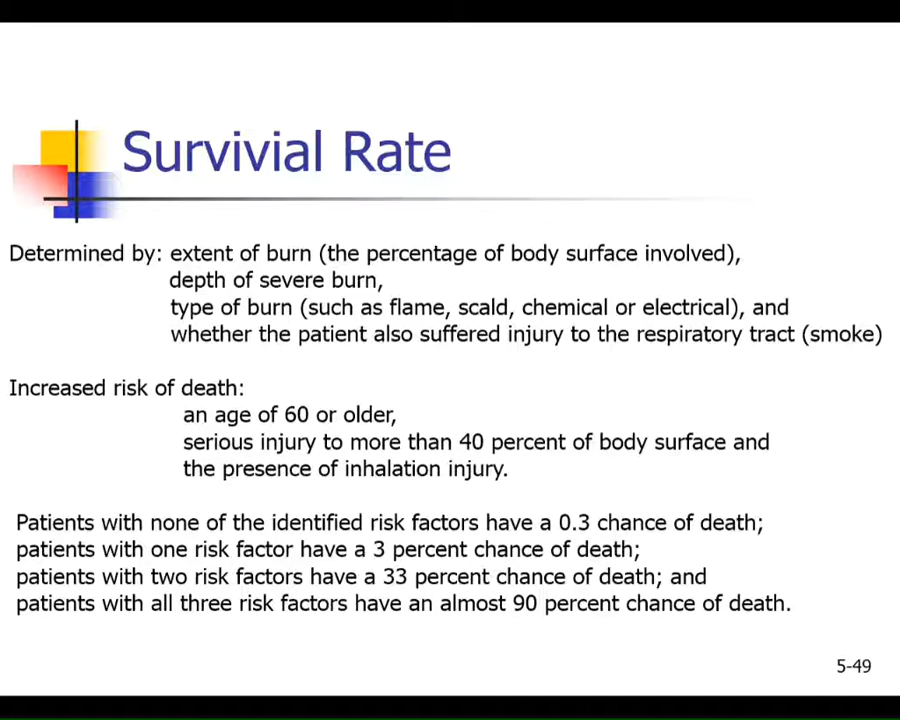 Survivial Rate
Determined by: extent of burn (the percentage of body surface involved),
depth of severe burn,
type of burn (such as flame, scald, chemical or electrical), and
whether the patient also suffered injury to the respiratory tract (smoke)
Increased risk of death:
an age of 60 or older,
serious injury to more than 40 percent of body surface and
the presence of inhalation injury.
Patients with none of the identified risk factors have a 0.3 chance of death;
patients with one risk factor have a 3 percent chance of death;
patients with two risk factors have a 33 percent chance of death; and
patients with all three risk factors have an almost 90 percent chance of death.
5-49